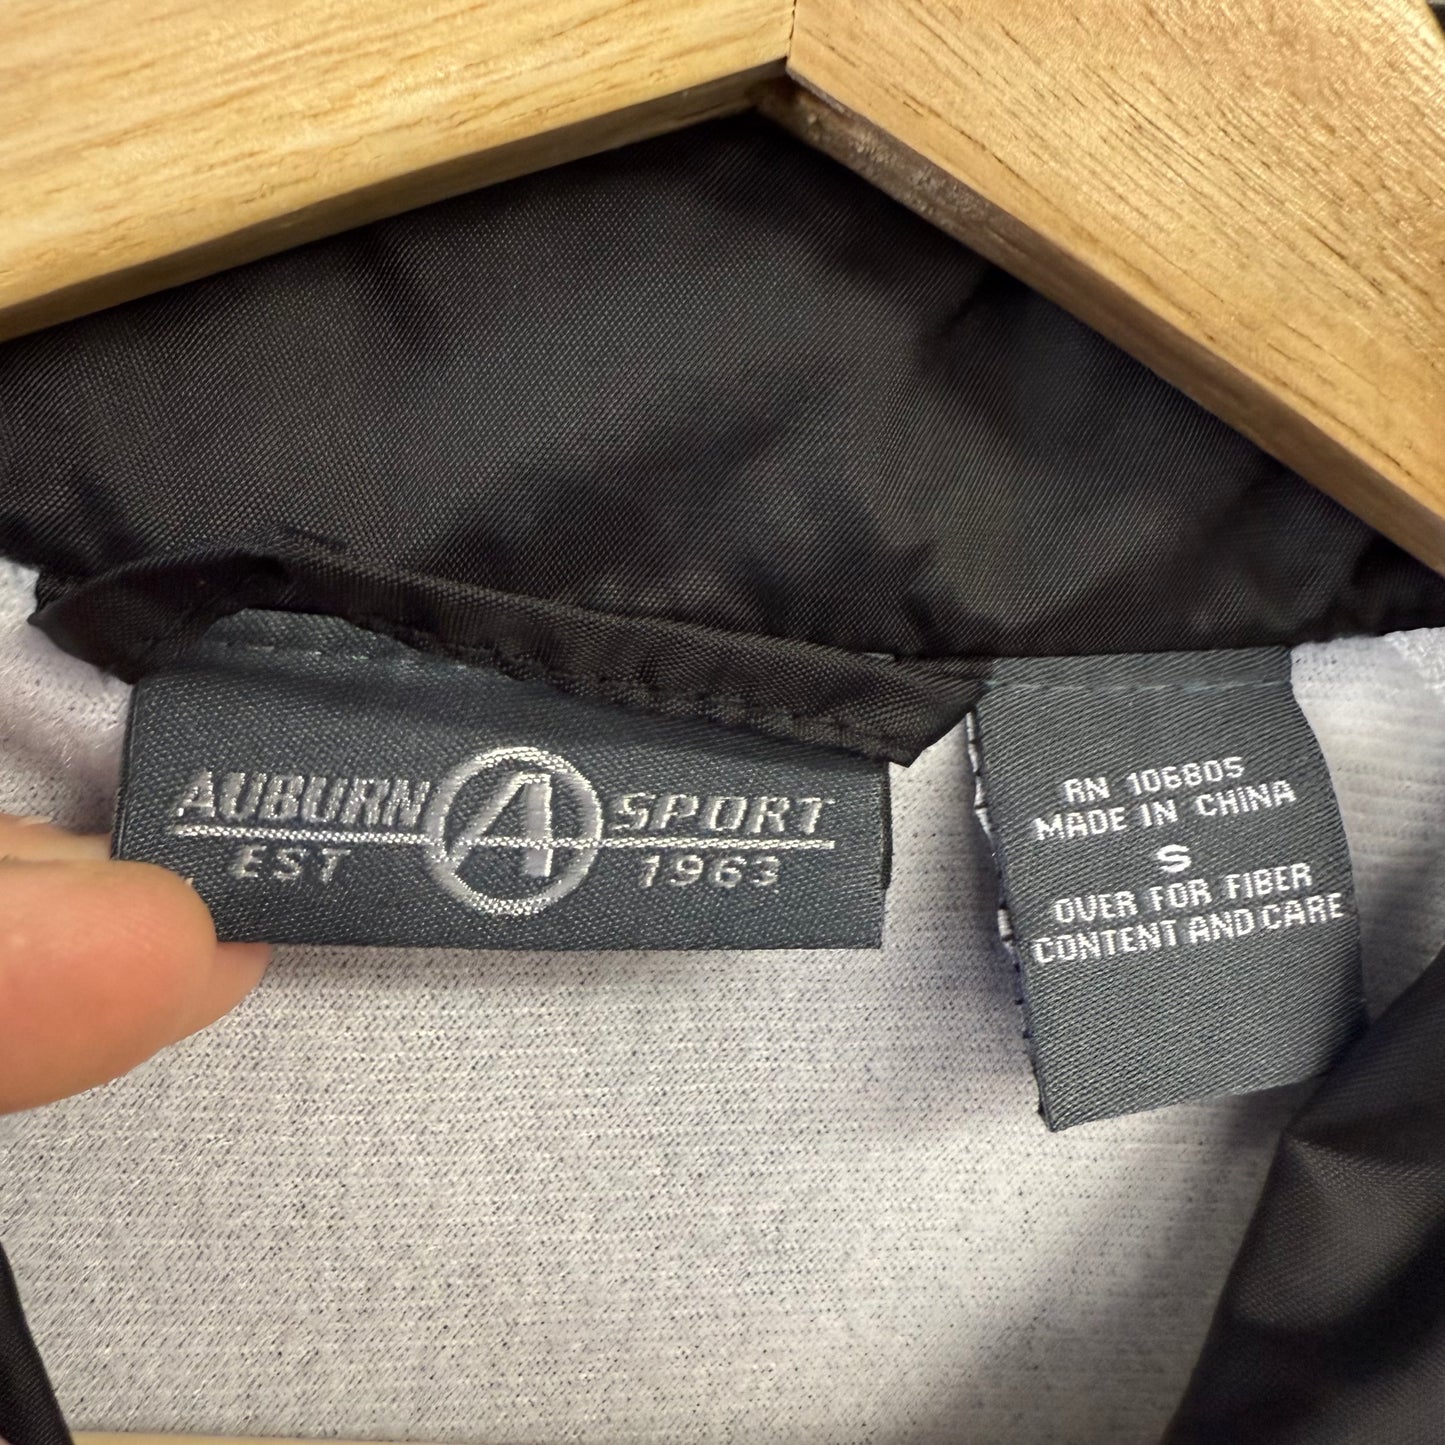 AUBURN A SPORT
EST 1963
RN 106805
MADE IN CHINA
S
OVER FOR FIBER
CONTENT AND CARE